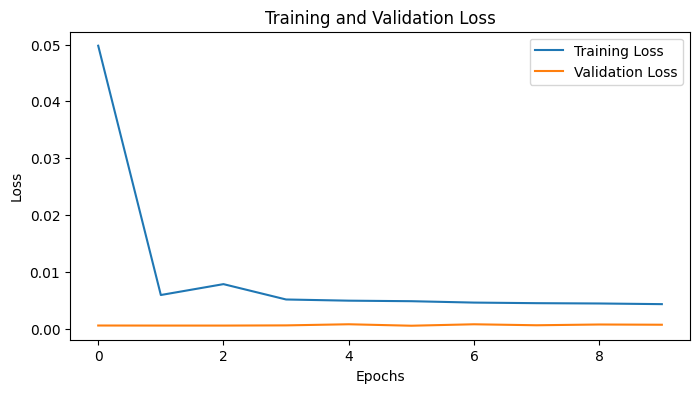 Training and Validation Loss
Training Loss
Validation Loss
0.05
0.04
0.03
0.02
0.01
0.00
Loss
0 2 4 6 8
Epochs